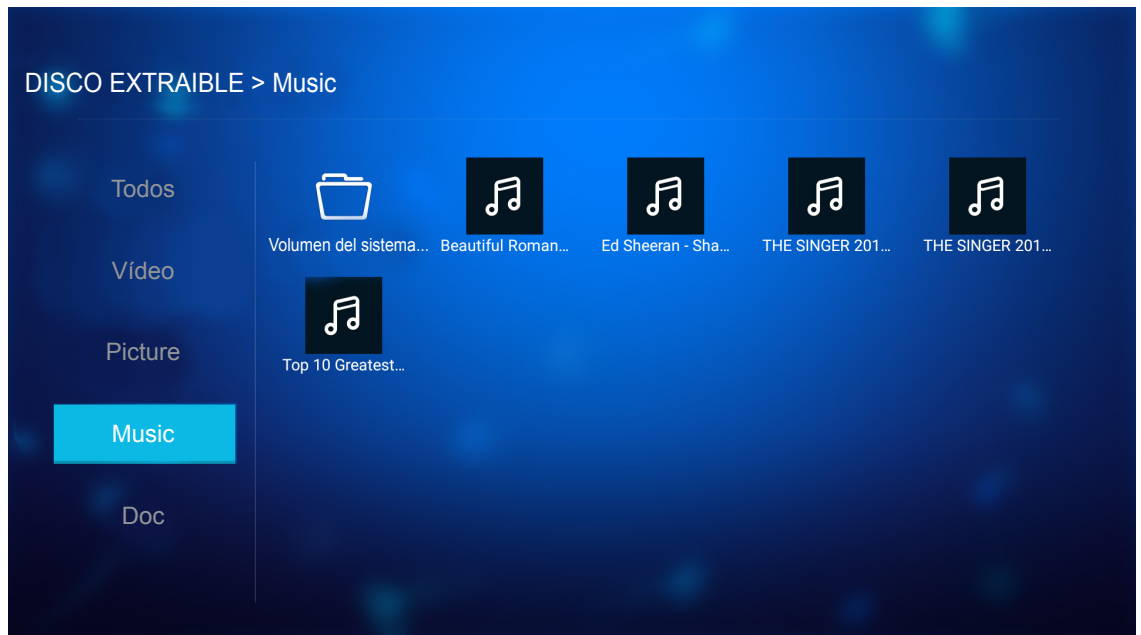 DISCO EXTRAIBLE > Music
Todos
Vídeo
Picture
Music
Doc
Volumen del sistema...
Beautiful Roman...
Ed Sheeran - Sha...
THE SINGER 201...
THE SINGER 201...
Top 10 Greatest...